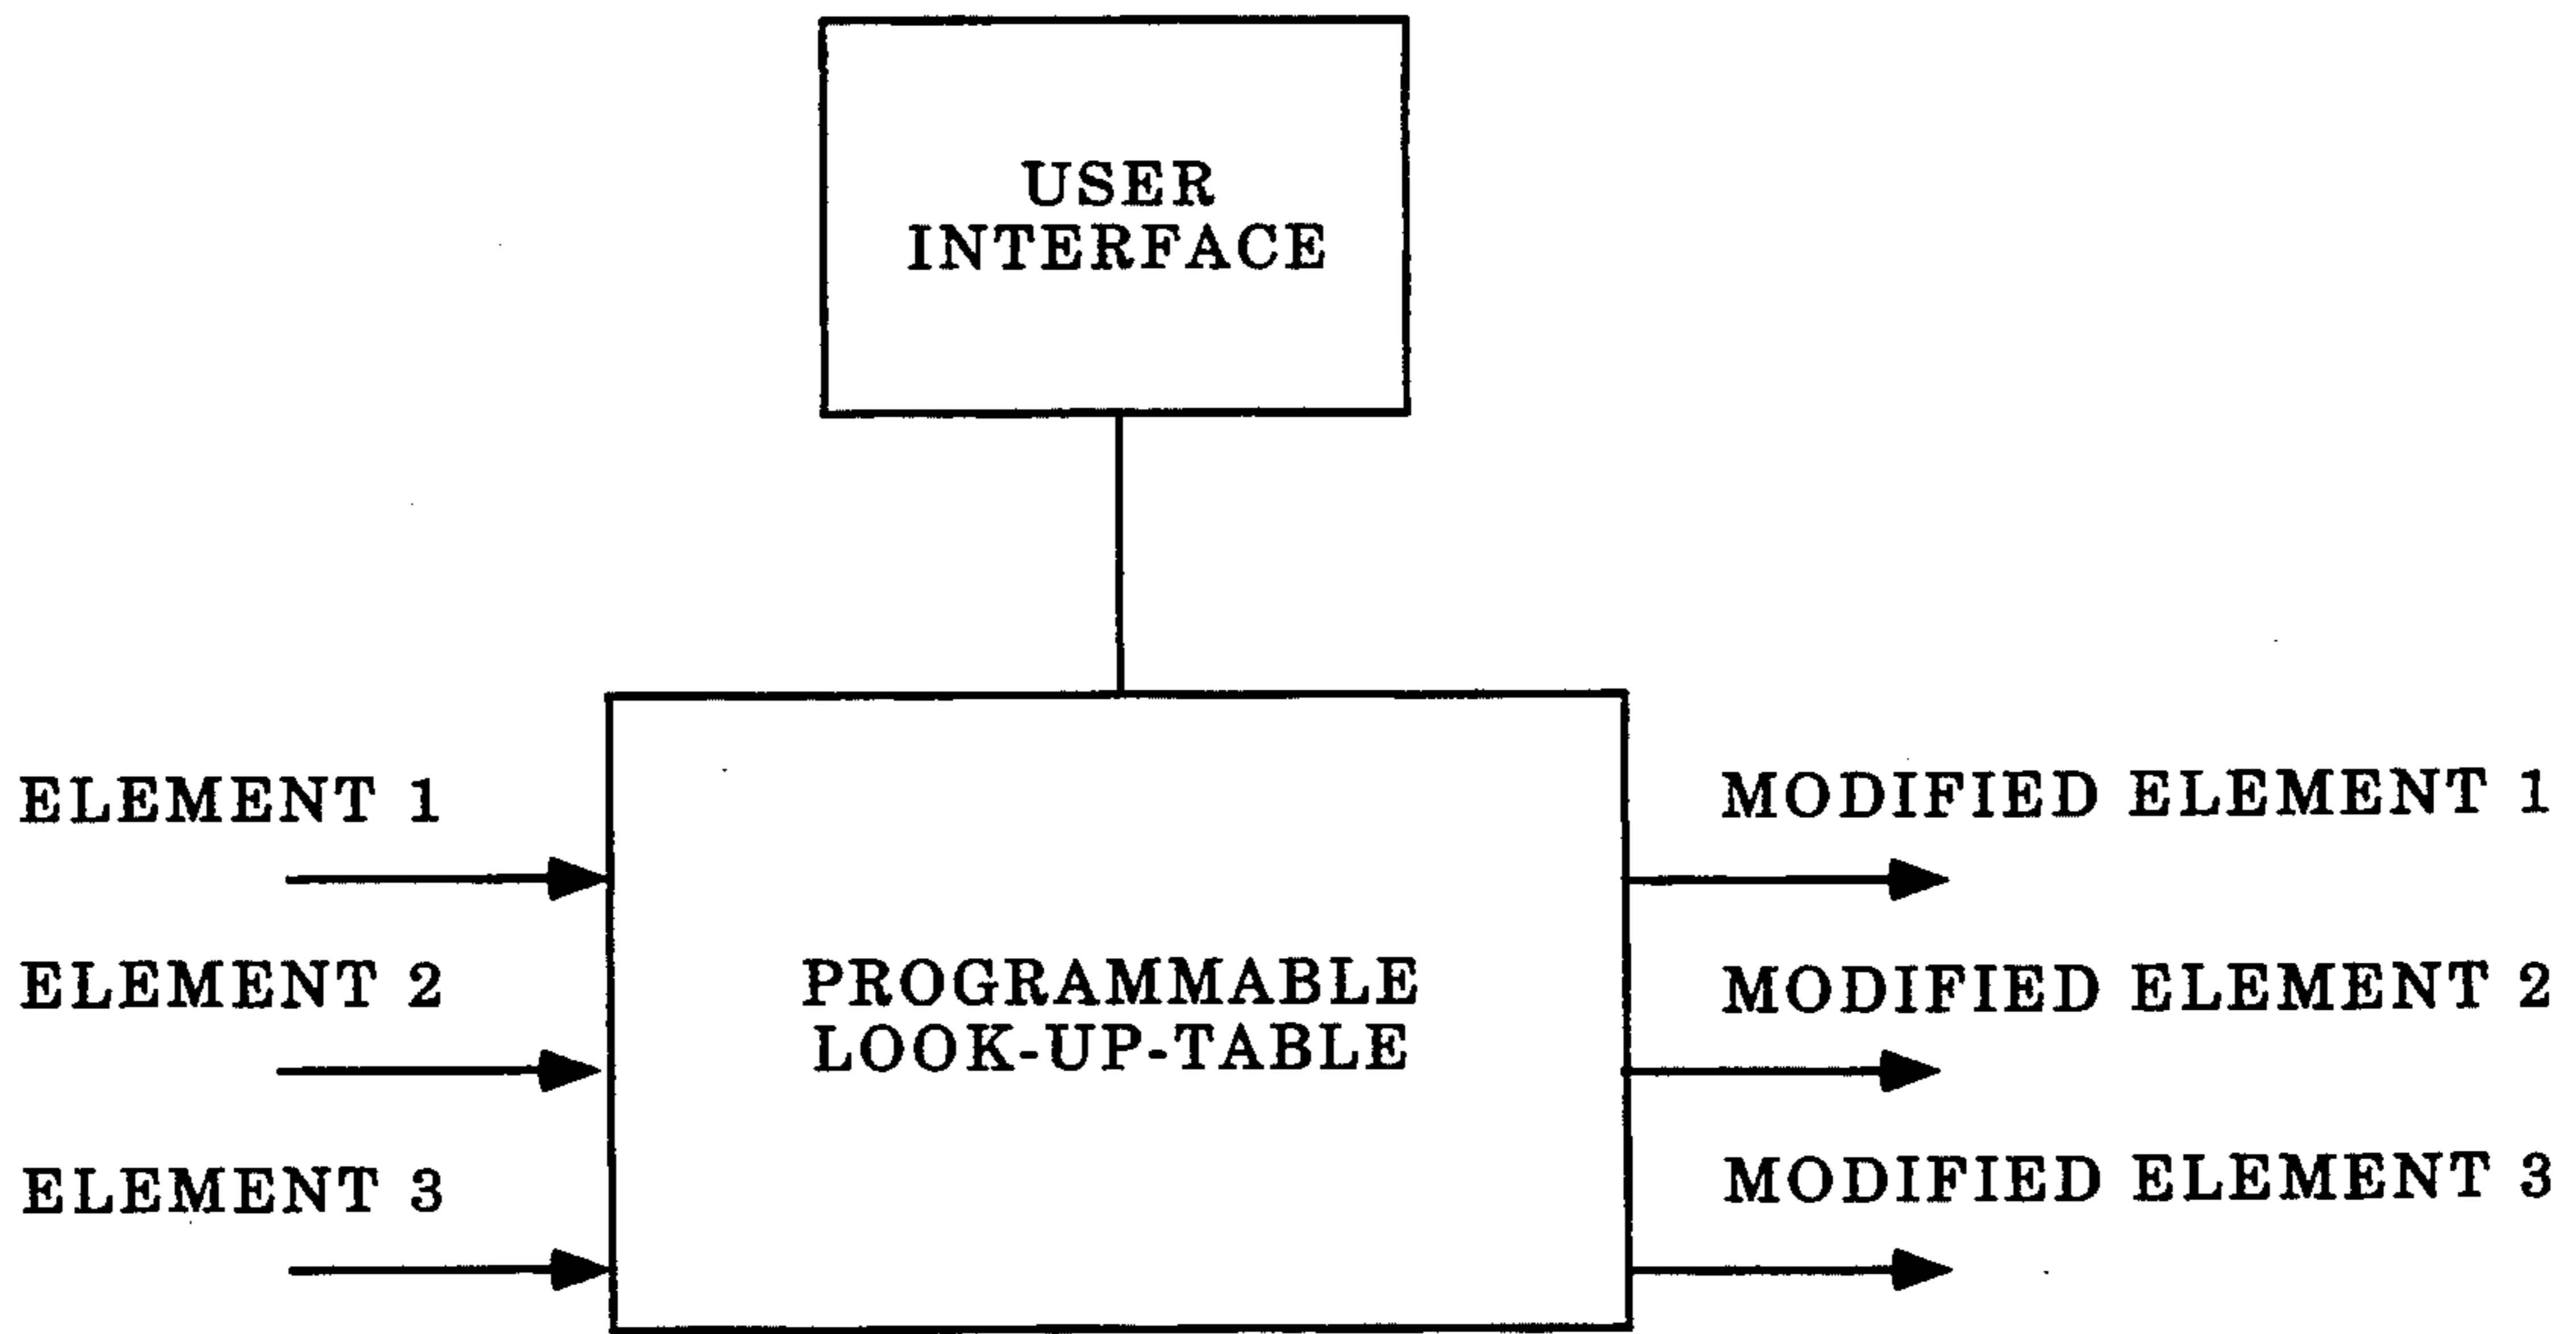 USER
INTERFACE
ELEMENT 1
MODIFIED ELEMENT 1
ELEMENT 2
PROGRAMMABLE
LOOK-UP-TABLE
MODIFIED ELEMENT 2
ELEMENT 3
MODIFIED ELEMENT 3